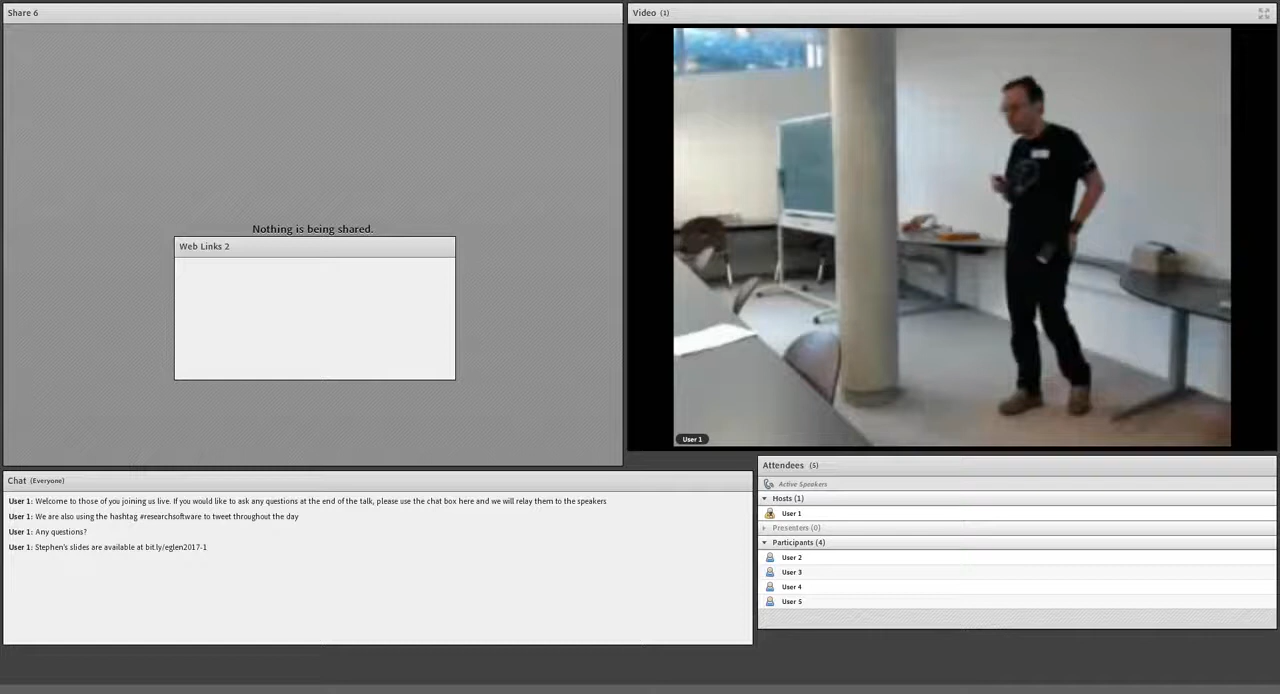 Share 6
Nothing is being shared.
Web Links 2
Video (1)
User 1
Chat (Everyone)
User 1: Welcome to those of you joining us live. If you would like to ask any questions at the end of the talk, please use the chat box here and we will relay them to the speakers
User 1: We are also using the hashtag #researchsoftware to tweet throughout the day
User 1: Any questions?
User 1: Stephen's slides are available at bit.ly/eglen2017-1
Attendees (5)
Active Speakers
Hosts (1)
User 1
Presenters (0)
Participants (4)
User 2
User 3
User 4
User 5